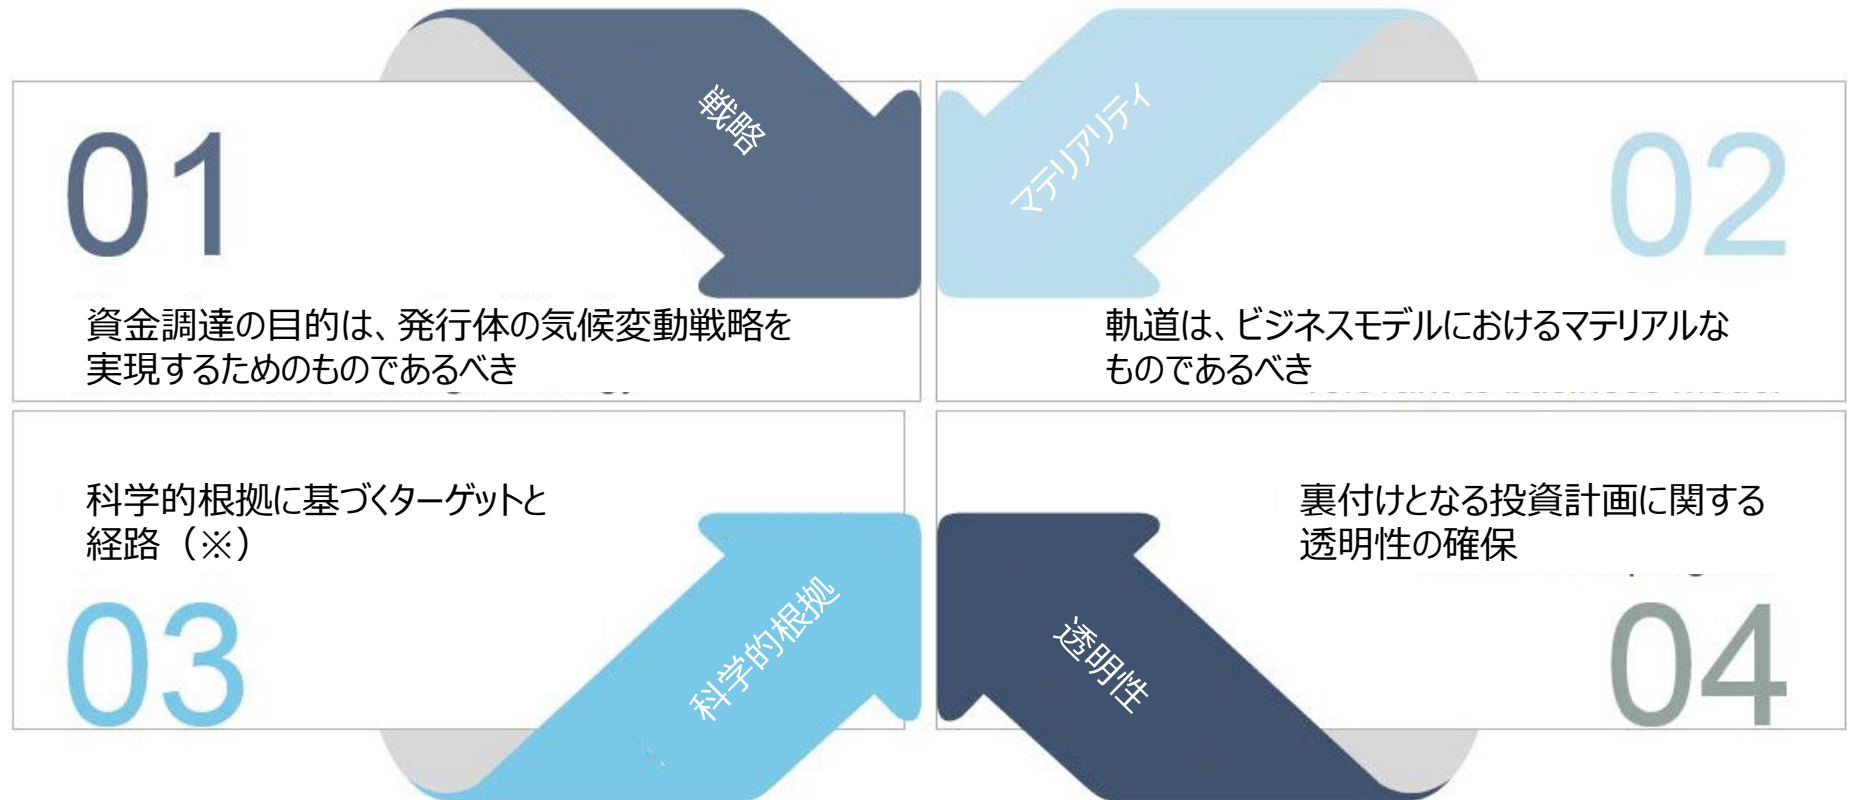 01
戦略
資金調達の目的は、発行体の気候変動戦略を
実現するためのものであるべき
マテリアリティ
02
軌道は、ビジネスモデルにおけるマテリアルな
ものであるべき
科学的根拠に基づくターゲットと
経路（※）
03
科学的根拠
裏付けとなる投資計画に関する
透明性の確保
透明性
04